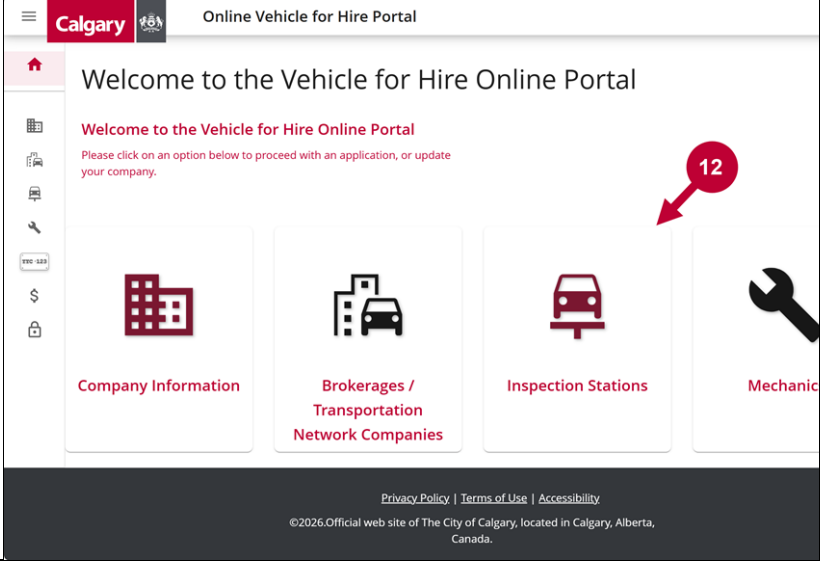 Calgary
Online Vehicle for Hire Portal
Welcome to the Vehicle for Hire Online Portal
Welcome to the Vehicle for Hire Online Portal
Please click on an option below to proceed with an application, or update
your company.
12
YYC-123
Company Information
Brokerages /
Transportation
Network Companies
Inspection Stations
Mechanic
$
Privacy Policy | Terms of Use | Accessibility
©2026.Official web site of The City of Calgary, located in Calgary, Alberta,
Canada.